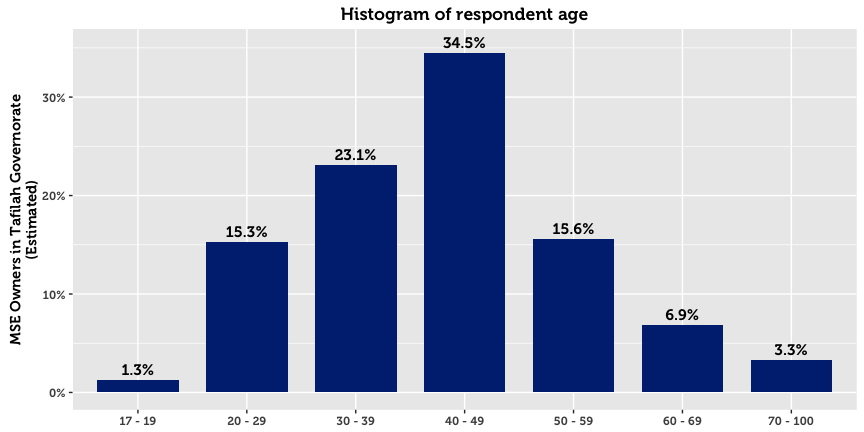 Histogram of respondent age
MSE Owners in Tafilah Governorate
(Estimated)
30%
20%
10%
0%
1.3%
15.3%
23.1%
34.5%
15.6%
6.9%
3.3%
17 - 19
20 - 29
30 - 39
40 - 49
50 - 59
60 - 69
70 - 100